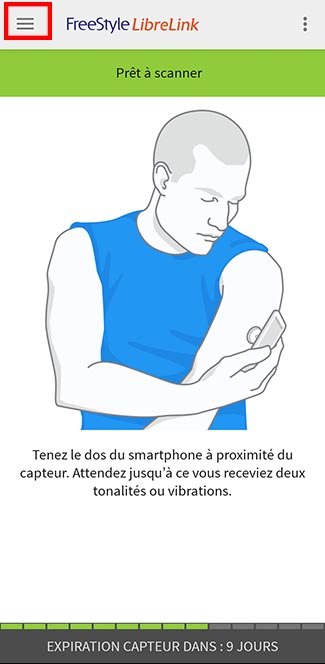 FreeStyle LibreLink
Prêt à scanner
Tenez le dos du smartphone à proximité du
capteur. Attendez jusqu'à ce vous receviez deux
tonalités ou vibrations.
EXPIRATION CAPTEUR DANS : 9 JOURS